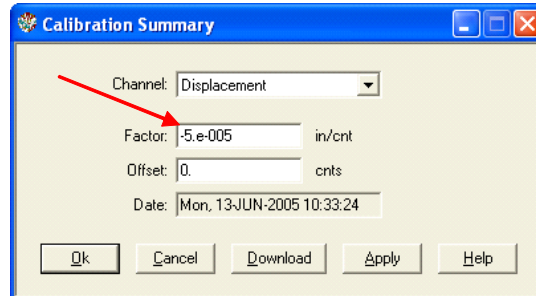 Calibration Summary
Channel: Displacement
Factor: -5.e-005 in/cnt
Offset: 0. cnts
Date: Mon, 13-JUN-2005 10:33:24
Ok Cancel Download Apply Help